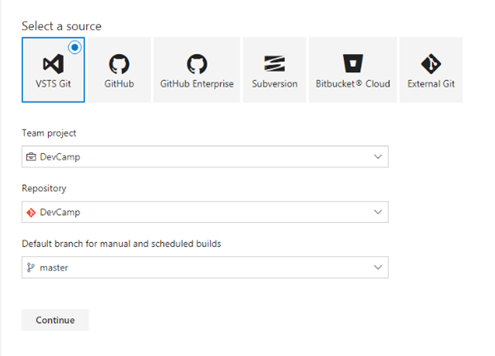 Select a source
VSTS Git GitHub GitHub Enterprise Subversion Bitbucket® Cloud External Git
Team project
DevCamp
Repository
DevCamp
Default branch for manual and scheduled builds
master
Continue